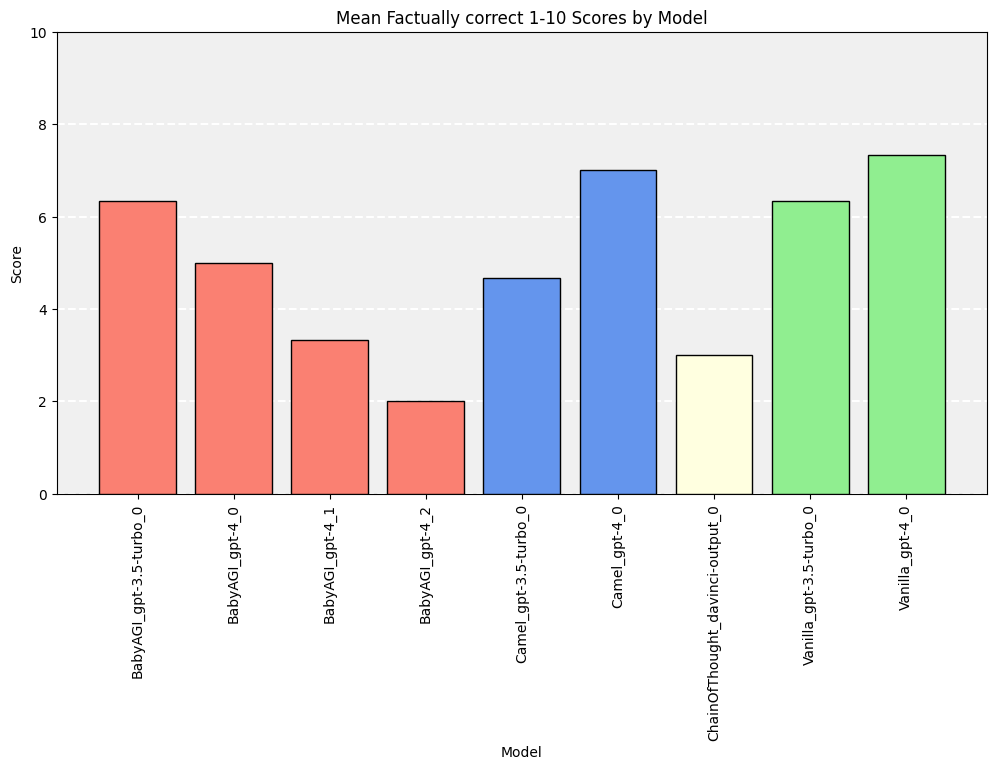 Mean Factually correct 1-10 Scores by Model
10
8
6
4
2
0
Score
BabyAGI_gpt-3.5-turbo_0
BabyAGI_gpt-4_0
BabyAGI_gpt-4_1
BabyAGI_gpt-4_2
Camel_gpt-3.5-turbo_0
Camel_gpt-4_0
ChainOfThought_davinci-output_0
Vanilla_gpt-3.5-turbo_0
Vanilla_gpt-4_0
Model